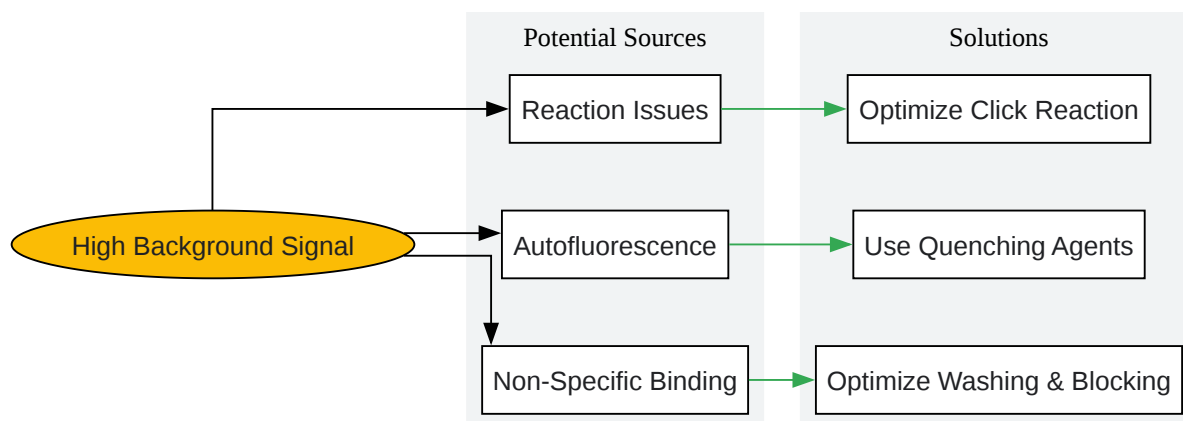 Potential Sources
Solutions
Reaction Issues
Optimize Click Reaction
High Background Signal
Autofluorescence
Use Quenching Agents
Non-Specific Binding
Optimize Washing & Blocking